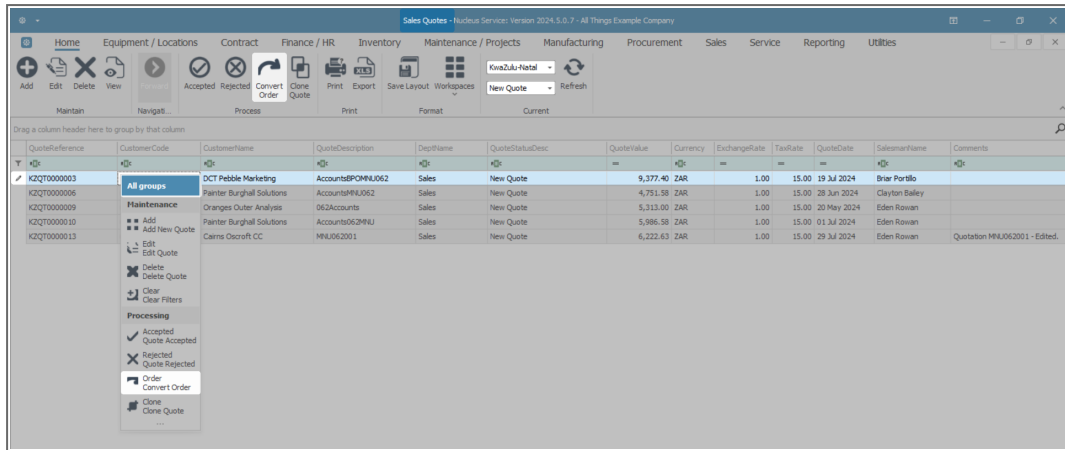 Sales Quotes - Nucleus Service: Version 2024.5.0.7 - All Things Example Company
Home Equipment / Locations Contract Finance / HR Inventory Maintenance / Projects Manufacturing Procurement Sales Service Reporting Utilities
Add Edit Delete View Forward Accepted Rejected Convert Order Clone Quote Print Export Save Layout Workspaces KwaZulu-Natal New Quote Refresh
Maintain Navigati... Process Print Format Current
Drag a column header here to group by that column
QuoteReference CustomerCode CustomerName QuoteDescription DeptName QuoteStatusDesc QuoteValue Currency ExchangeRate TaxRate QuoteDate SalesmanName Comments
KZQT0000003 DCT Pebble Marketing AccountsBPOMNU062 Sales New Quote 9,377.40 ZAR 1.00 15.00 19 Jul 2024 Briar Portillo
KZQT0000006 Painter Burghall Solutions AccountsMNU062 Sales New Quote 4,751.58 ZAR 1.00 15.00 28 Jun 2024 Clayton Bailey
KZQT0000009 Oranges Outer Analysis 062Accounts Sales New Quote 5,313.00 ZAR 1.00 15.00 20 May 2024 Eden Rowan
KZQT0000010 Painter Burghall Solutions Accounts062MNU Sales New Quote 5,986.58 ZAR 1.00 15.00 01 Jul 2024 Eden Rowan
KZQT0000013 Cairns Oscroft CC MNU062001 Sales New Quote 6,222.63 ZAR 1.00 15.00 29 Jul 2024 Eden Rowan Quotation MNU062001 - Edited.
All groups
Maintenance
Add
Add New Quote
Edit
Edit Quote
Delete
Delete Quote
Clear
Clear Filters
Processing
Accepted
Quote Accepted
Rejected
Quote Rejected
Order
Convert Order
Clone
Clone Quote